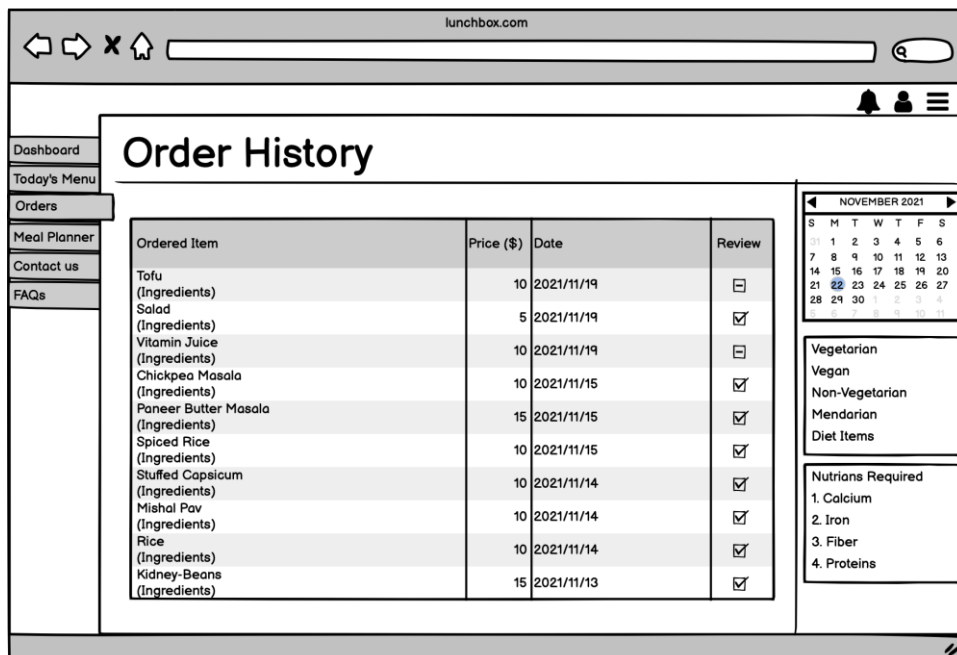 lunchbox.com
Order History
Dashboard
Today's Menu
Orders
Meal Planner
Contact us
FAQs
Ordered Item Price ($) Date Review
Tofu
(Ingredients) 10 2021/11/19
Salad
(Ingredients) 5 2021/11/19
Vitamin Juice
(Ingredients) 10 2021/11/19
Chickpea Masala
(Ingredients) 10 2021/11/15
Paneer Butter Masala
(Ingredients) 15 2021/11/15
Spiced Rice
(Ingredients) 10 2021/11/15
Stuffed Capsicum
(Ingredients) 10 2021/11/14
Mishal Pav
(Ingredients) 10 2021/11/14
Rice
(Ingredients) 10 2021/11/14
Kidney-Beans
(Ingredients) 15 2021/11/13
NOVEMBER 2021
S M T W T F S
31 1 2 3 4 5 6
7 8 9 10 11 12 13
14 15 16 17 18 19 20
21 22 23 24 25 26 27
28 29 30 1 2 3 4
5 6 7 8 9 10 11
Vegetarian
Vegan
Non-Vegetarian
Mendarian
Diet Items
Nutrians Required
1. Calcium
2. Iron
3. Fiber
4. Proteins